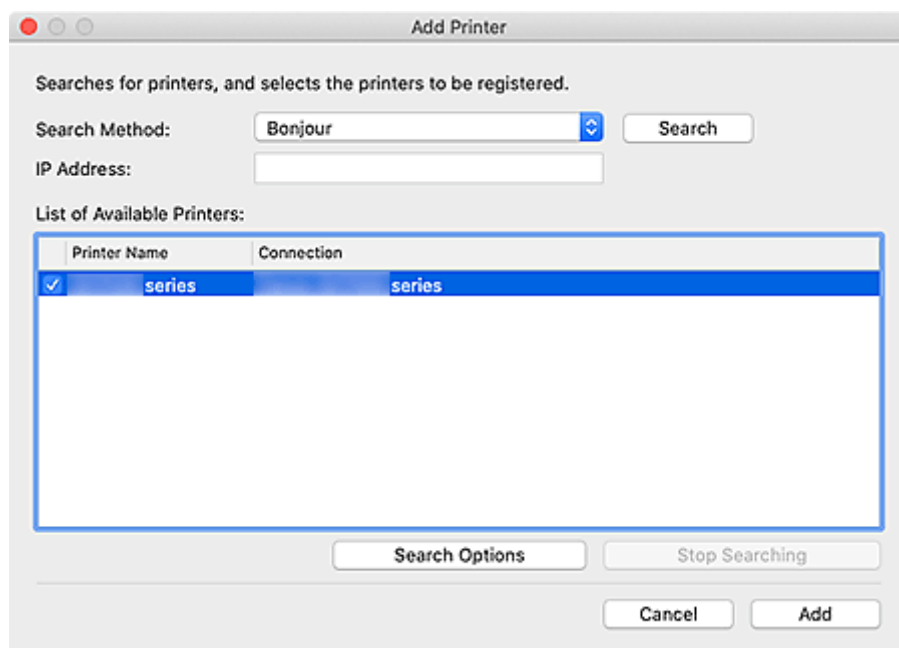 Add Printer
Searches for printers, and selects the printers to be registered.
Search Method: Bonjour Search
IP Address:
List of Available Printers:
Printer Name Connection
series series
Search Options Stop Searching
Cancel Add